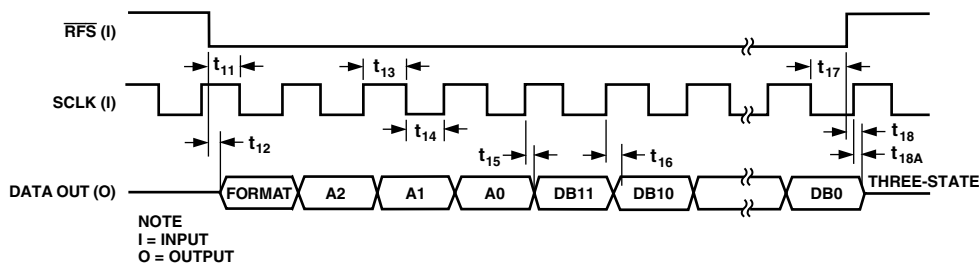 RFS (I)
t11 t13 t17
SCLK (I)
t14 t18
t12 t15 t16 t18A
THREE-STATE
DATA OUT (O) FORMAT A2 A1 A0 DB11 DB10 DB0
NOTE
I = INPUT
O = OUTPUT